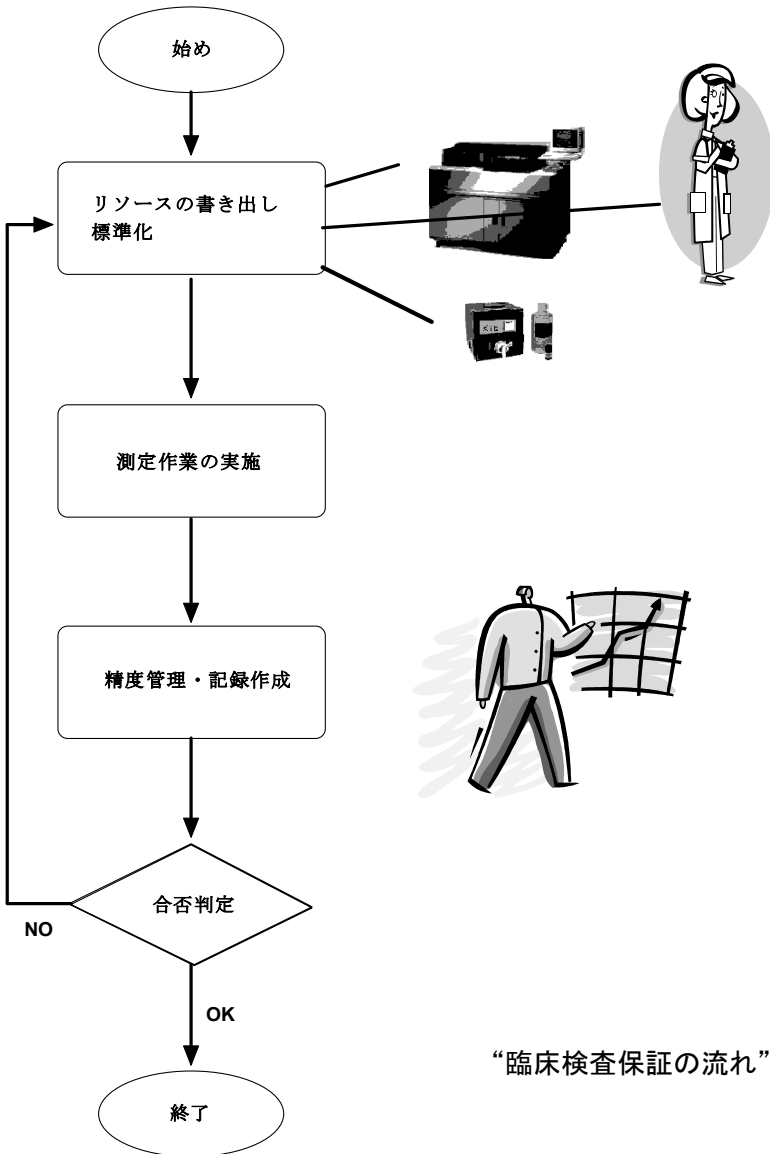 始め
リソースの書き出し
標準化
測定作業の実施
精度管理・記録作成
合否判定
NO
OK
終了
“臨床検査保証の流れ”